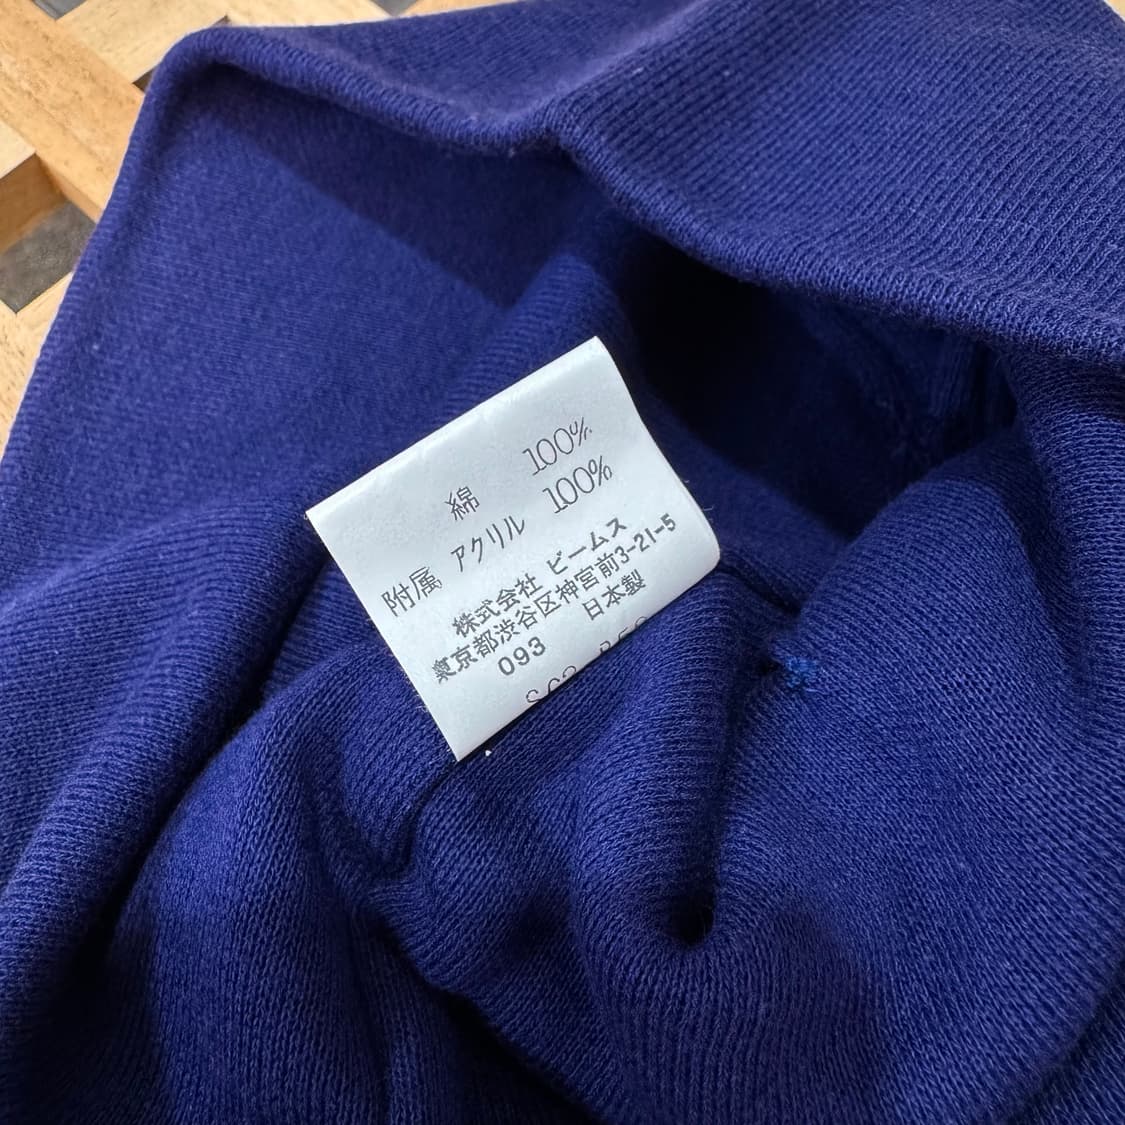 綿 100%
附属 アクリル 100%
株式会社 ビームス
東京都渋谷区神宮前3-21-5
093 日本製